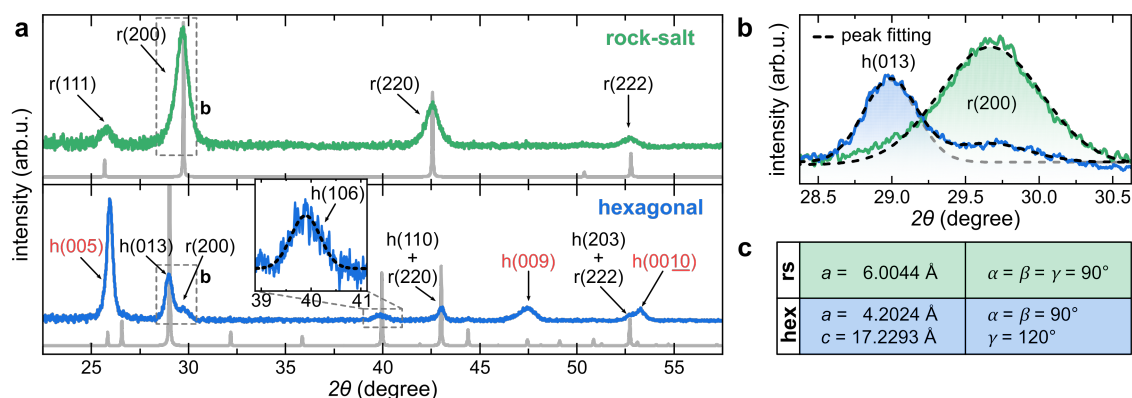 a
intensity (arb.u.)
r(111)
r(200)
b
r(220)
r(222)
rock-salt
hexagonal
h(005)
h(013)
r(200)
b
h(106)
39
40
41
h(110)
+
r(220)
h(009)
h(203)
+
r(222)
h(0010)
25
30
35
40
45
50
55
2θ (degree)
b
intensity (arb.u.)
peak fitting
h(013)
r(200)
28.5
29.0
29.5
30.0
30.5
2θ (degree)
c
rs
a = 6.0044 Å
α = β = γ = 90°
hex
a = 4.2024 Å
c = 17.2293 Å
α = β = 90°
γ = 120°